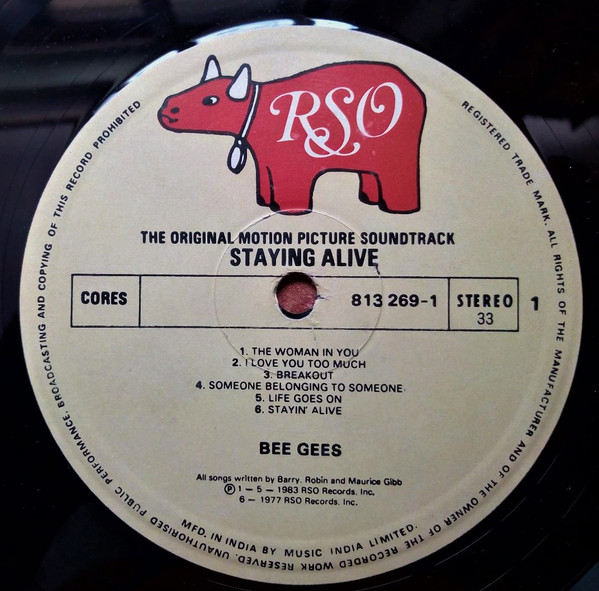 RSO
THE ORIGINAL MOTION PICTURE SOUNDTRACK
STAYING ALIVE
CORES
813 269-1
STEREO
33
1
1. THE WOMAN IN YOU
2. I LOVE YOU TOO MUCH
3. BREAKOUT
4. SOMEONE BELONGING TO SOMEONE
5. LIFE GOES ON
6. STAYIN' ALIVE
BEE GEES
All songs written by Barry, Robin and Maurice Gibb
Ⓟ 1 – 5 – 1983 RSO Records, Inc.
6 – 1977 RSO Records, Inc.
MFD. IN INDIA BY MUSIC INDIA LIMITED.
REGISTERED TRADE MARK. ALL RIGHTS OF THE MANUFACTURER AND OF THE OWNER OF THE RECORDED WORK RESERVED. UNAUTHORISED PUBLIC PERFORMANCE, BROADCASTING AND COPYING OF THIS RECORD PROHIBITED